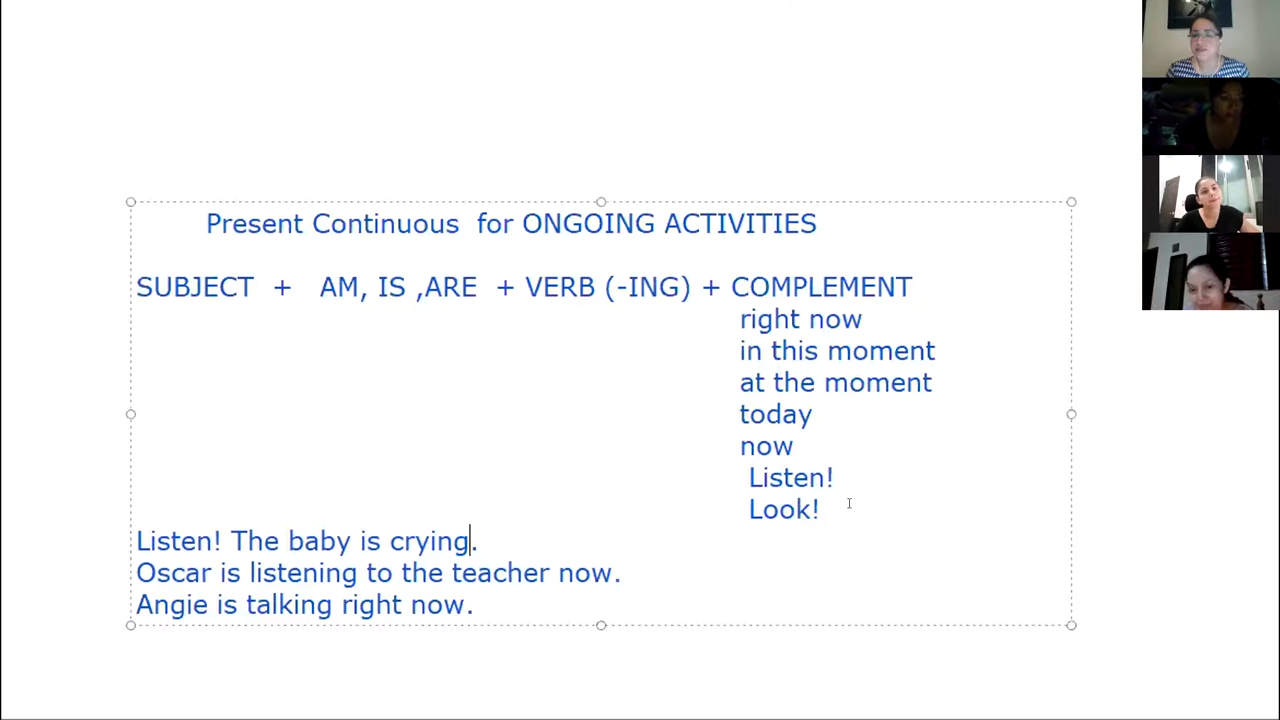 Present Continuous for ONGOING ACTIVITIES
SUBJECT + AM, IS ,ARE + VERB (-ING) + COMPLEMENT
right now
in this moment
at the moment
today
now
Listen!
Look!
Listen! The baby is crying.
Oscar is listening to the teacher now.
Angie is talking right now.